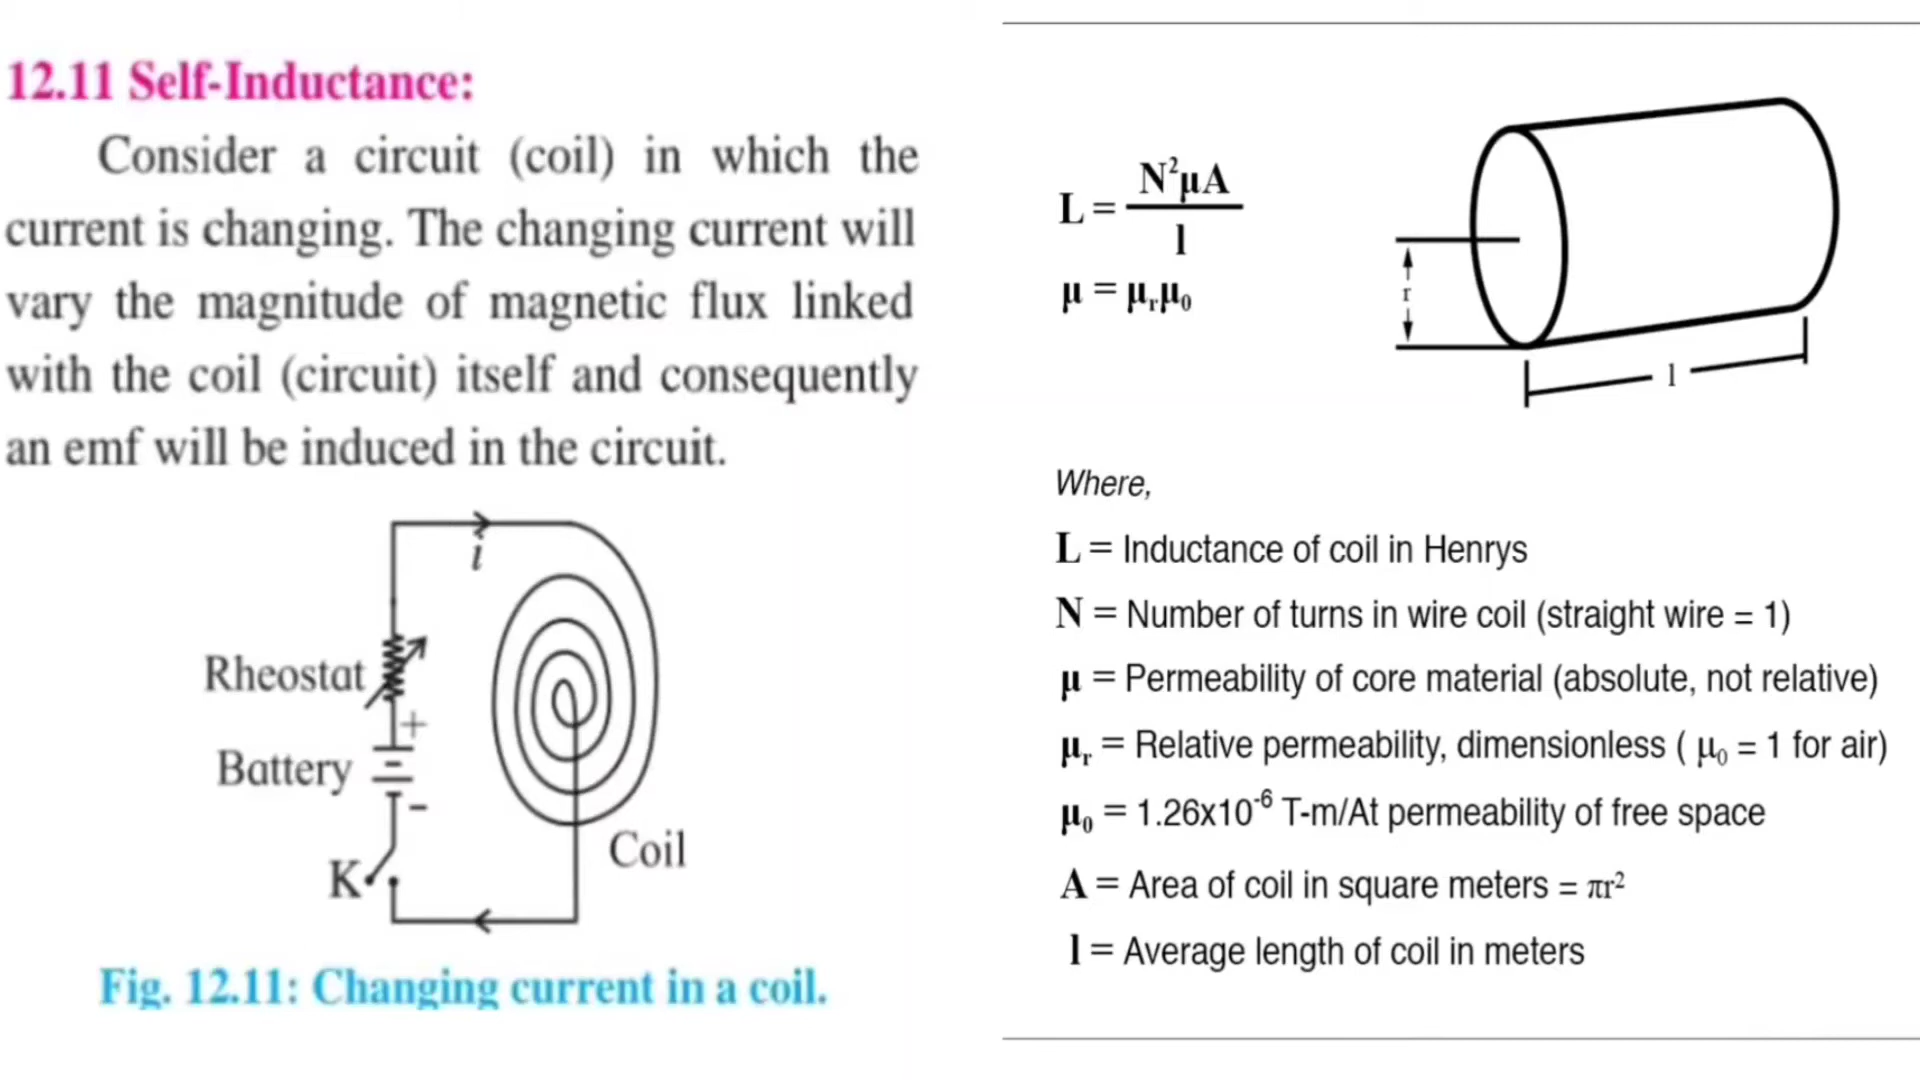 12.11 Self-Inductance:
Consider a circuit (coil) in which the
current is changing. The changing current will
vary the magnitude of magnetic flux linked
with the coil (circuit) itself and consequently
an emf will be induced in the circuit.
i
Rheostat
+
Battery
-
K
Coil
Fig. 12.11: Changing current in a coil.
L = N²μA / l
μ = μᵣμ₀
r
l
Where,
L = Inductance of coil in Henrys
N = Number of turns in wire coil (straight wire = 1)
μ = Permeability of core material (absolute, not relative)
μᵣ = Relative permeability, dimensionless ( μ₀ = 1 for air)
μ₀ = 1.26x10⁻⁶ T-m/At permeability of free space
A = Area of coil in square meters = πr²
l = Average length of coil in meters